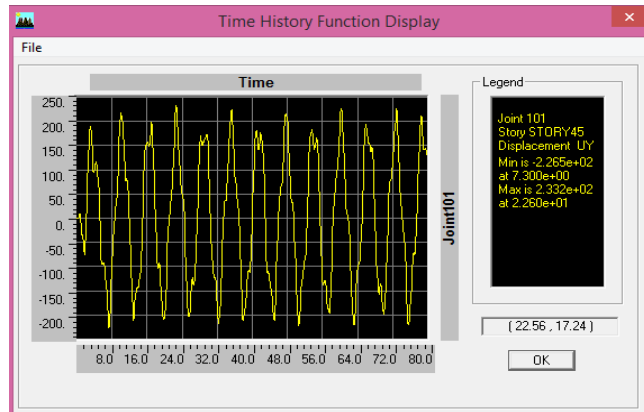 Time History Function Display
File
Time
250.
200.
150.
100.
50.
0.
-50.
-100.
-150.
-200.
8.0 16.0 24.0 32.0 40.0 48.0 56.0 64.0 72.0 80.0
Joint101
Legend
Joint 101
Story STORY45
Displacement UY
Min is -2.265e+02
at 7.300e+00
Max is 2.332e+02
at 2.260e+01
( 22.56 , 17.24 )
OK